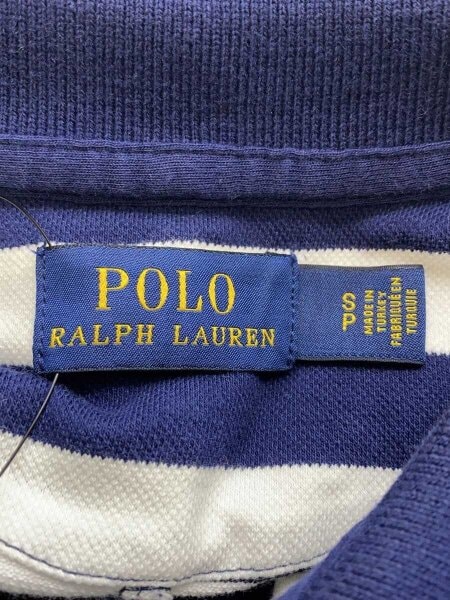 POLO
RALPH LAUREN
S
P
MADE IN
TURKEY
FABRIQUÉ EN
TURQUIE